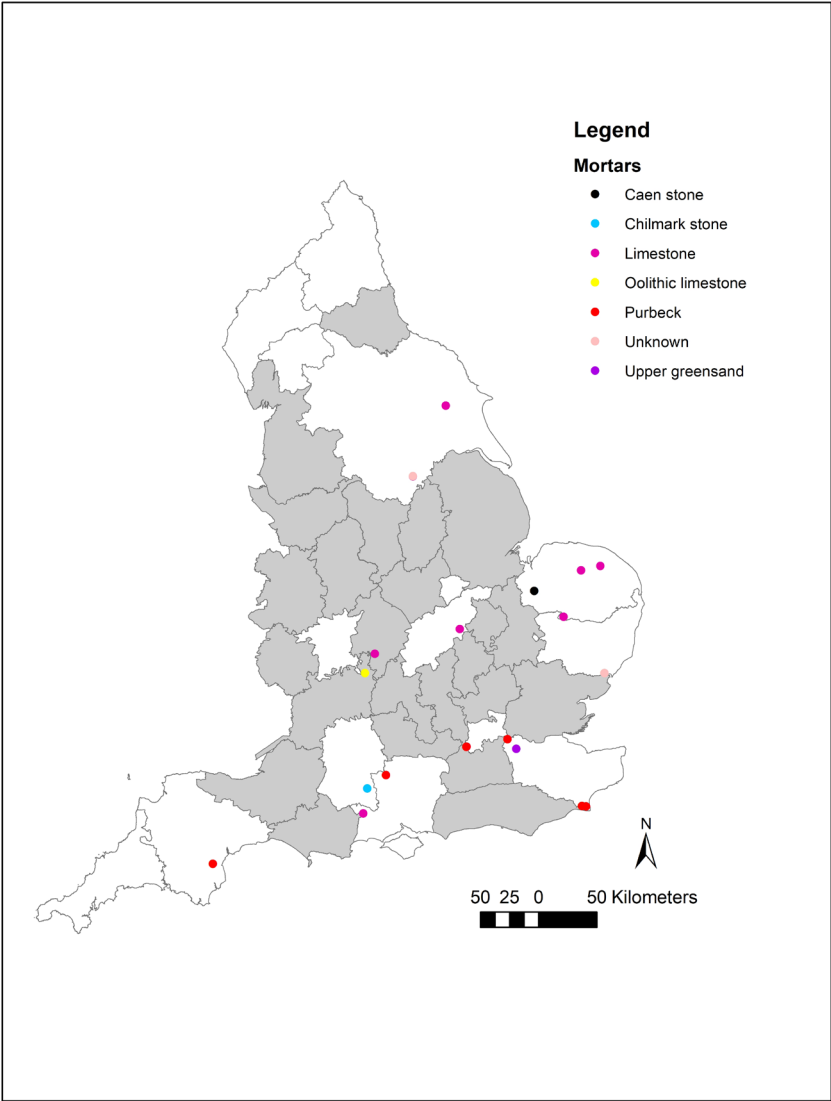 Legend
Mortars
Caen stone
Chilmark stone
Limestone
Oolithic limestone
Purbeck
Unknown
Upper greensand
N
50 25 0 50 Kilometers